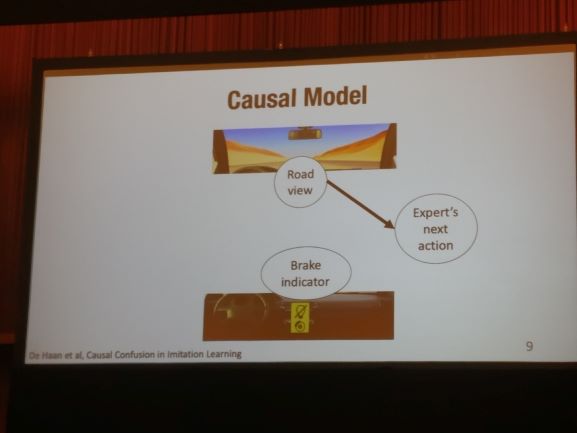 Causal Model
Road
view
Expert's
next
action
Brake
indicator
De Haan et al, Causal Confusion in Imitation Learning
9